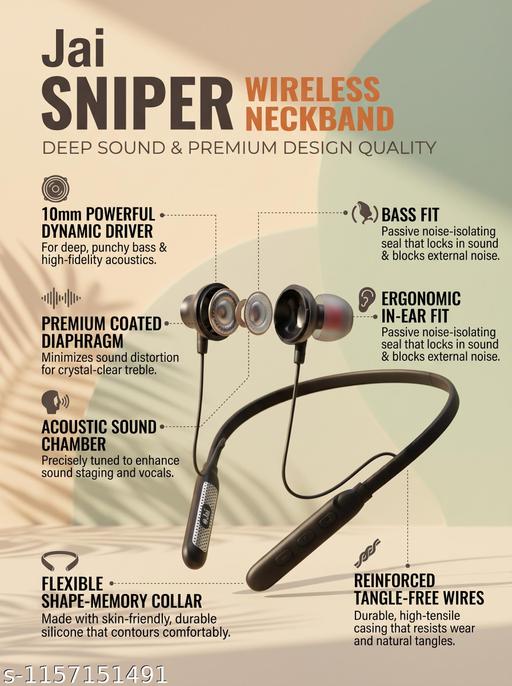 Jai
SNIPER WIRELESS
NECKBAND
DEEP SOUND & PREMIUM DESIGN QUALITY
10mm POWERFUL
DYNAMIC DRIVER
For deep, punchy bass &
high-fidelity acoustics.
BASS FIT
Passive noise-isolating
seal that locks in sound
& blocks external noise.
PREMIUM COATED
DIAPHRAGM
Minimizes sound distortion
for crystal-clear treble.
ERGONOMIC
IN-EAR FIT
Passive noise-isolating
seal that locks in sound
& blocks external noise.
ACOUSTIC SOUND
CHAMBER
Precisely tuned to enhance
sound staging and vocals.
FLEXIBLE
SHAPE-MEMORY COLLAR
Made with skin-friendly, durable
silicone that contours comfortably.
REINFORCED
TANGLE-FREE WIRES
Durable, high-tensile
casing that resists wear
and natural tangles.
s-1157151491